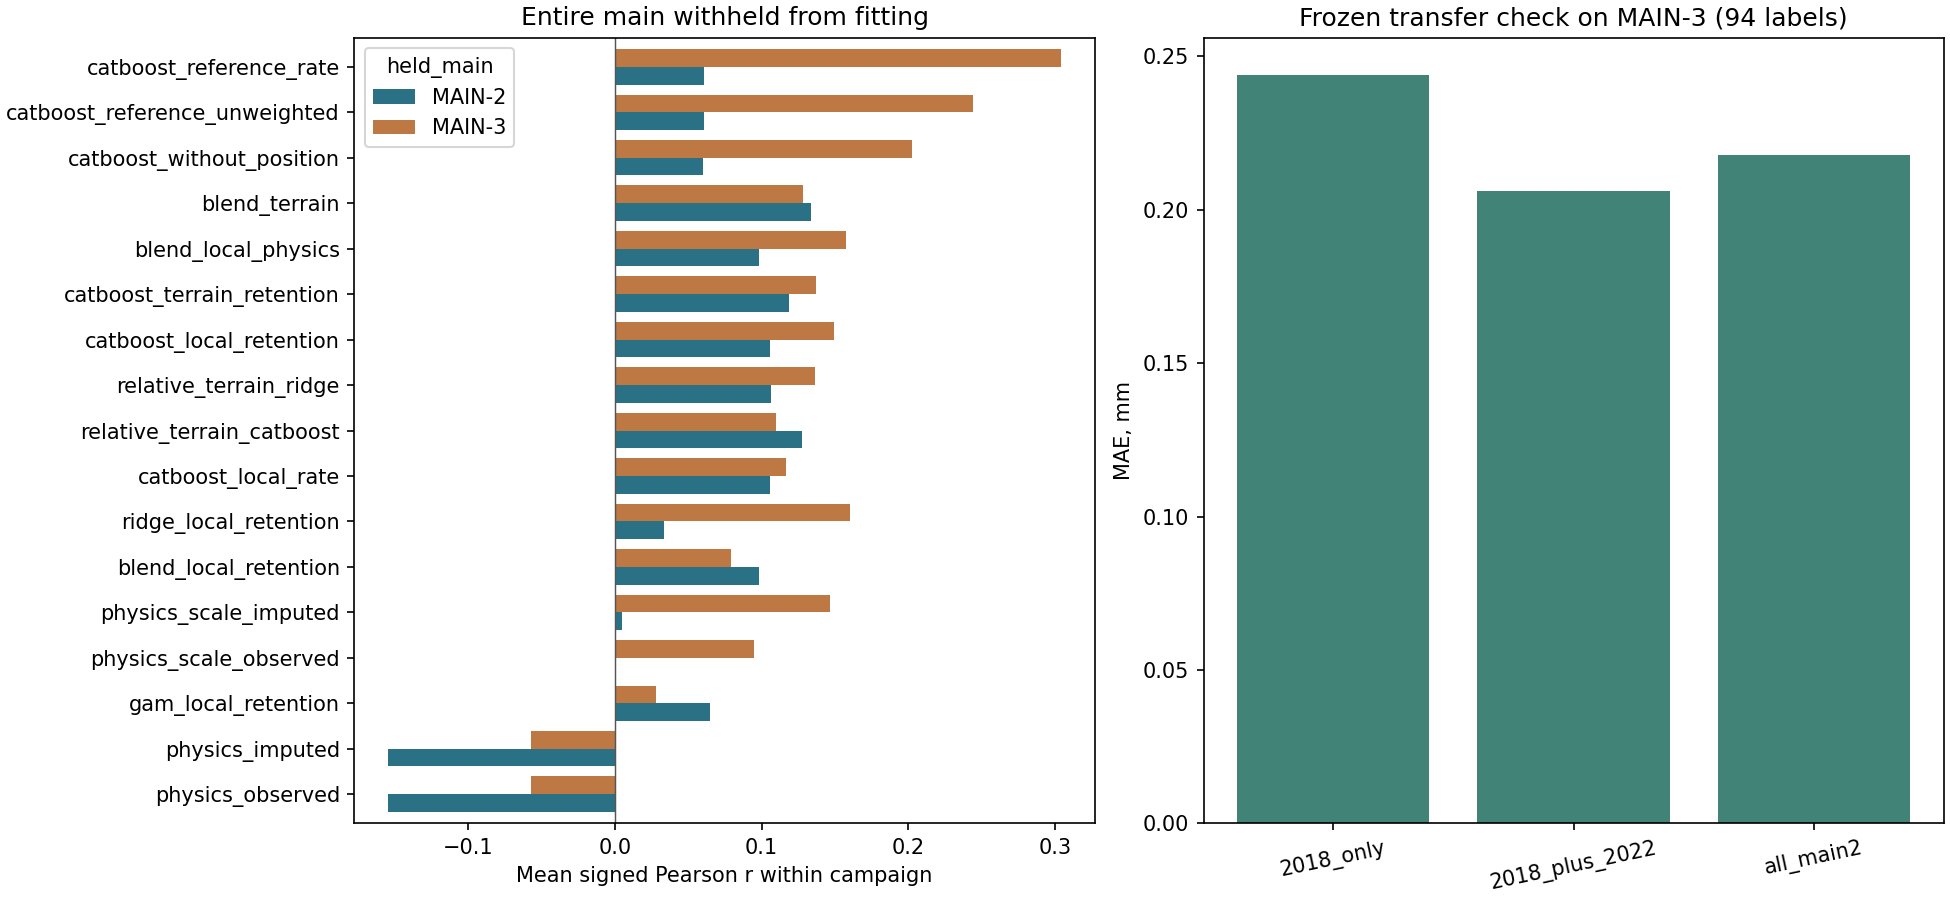 Entire main withheld from fitting
held_main
MAIN-2
MAIN-3
catboost_reference_rate
catboost_reference_unweighted
catboost_without_position
blend_terrain
blend_local_physics
catboost_terrain_retention
catboost_local_retention
relative_terrain_ridge
relative_terrain_catboost
catboost_local_rate
ridge_local_retention
blend_local_retention
physics_scale_imputed
physics_scale_observed
gam_local_retention
physics_imputed
physics_observed
−0.1 0.0 0.1 0.2 0.3
Mean signed Pearson r within campaign
Frozen transfer check on MAIN-3 (94 labels)
MAE, mm
0.25
0.20
0.15
0.10
0.05
0.00
2018_only 2018_plus_2022 all_main2